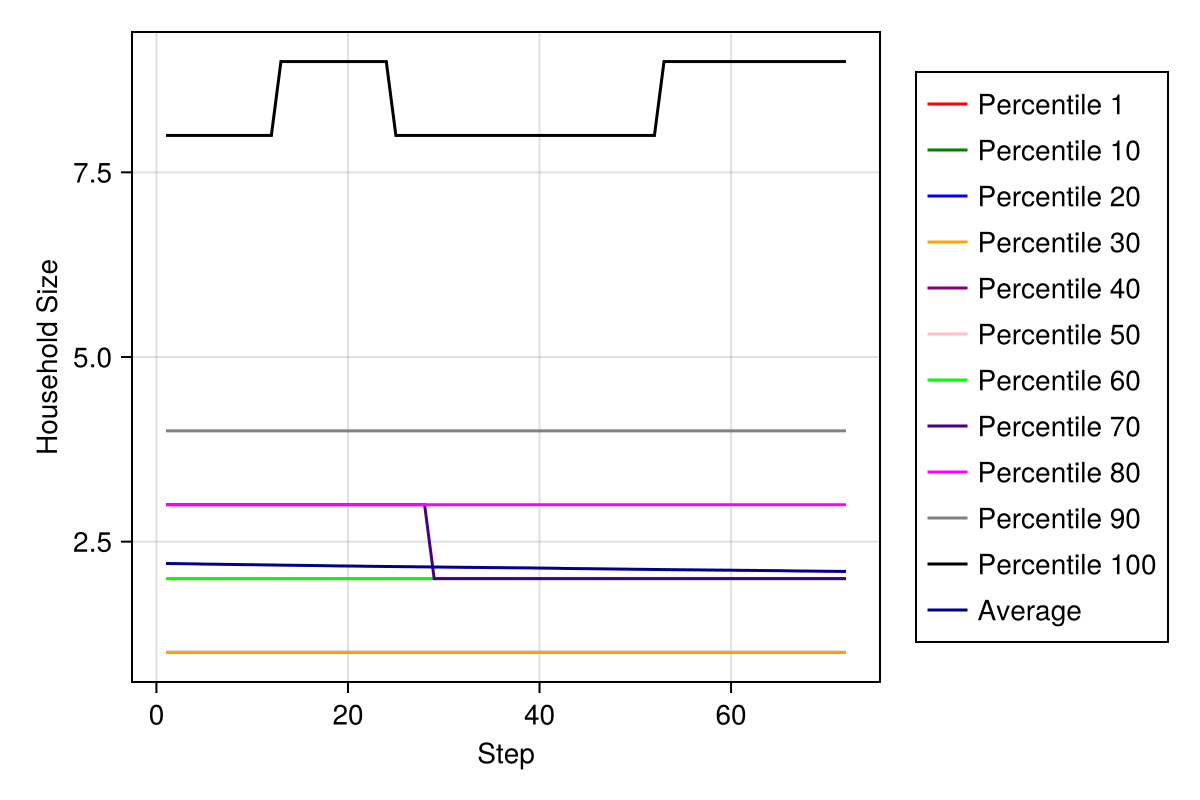 Household Size
7.5
5.0
2.5
0
20
40
60
Step
Percentile 1
Percentile 10
Percentile 20
Percentile 30
Percentile 40
Percentile 50
Percentile 60
Percentile 70
Percentile 80
Percentile 90
Percentile 100
Average